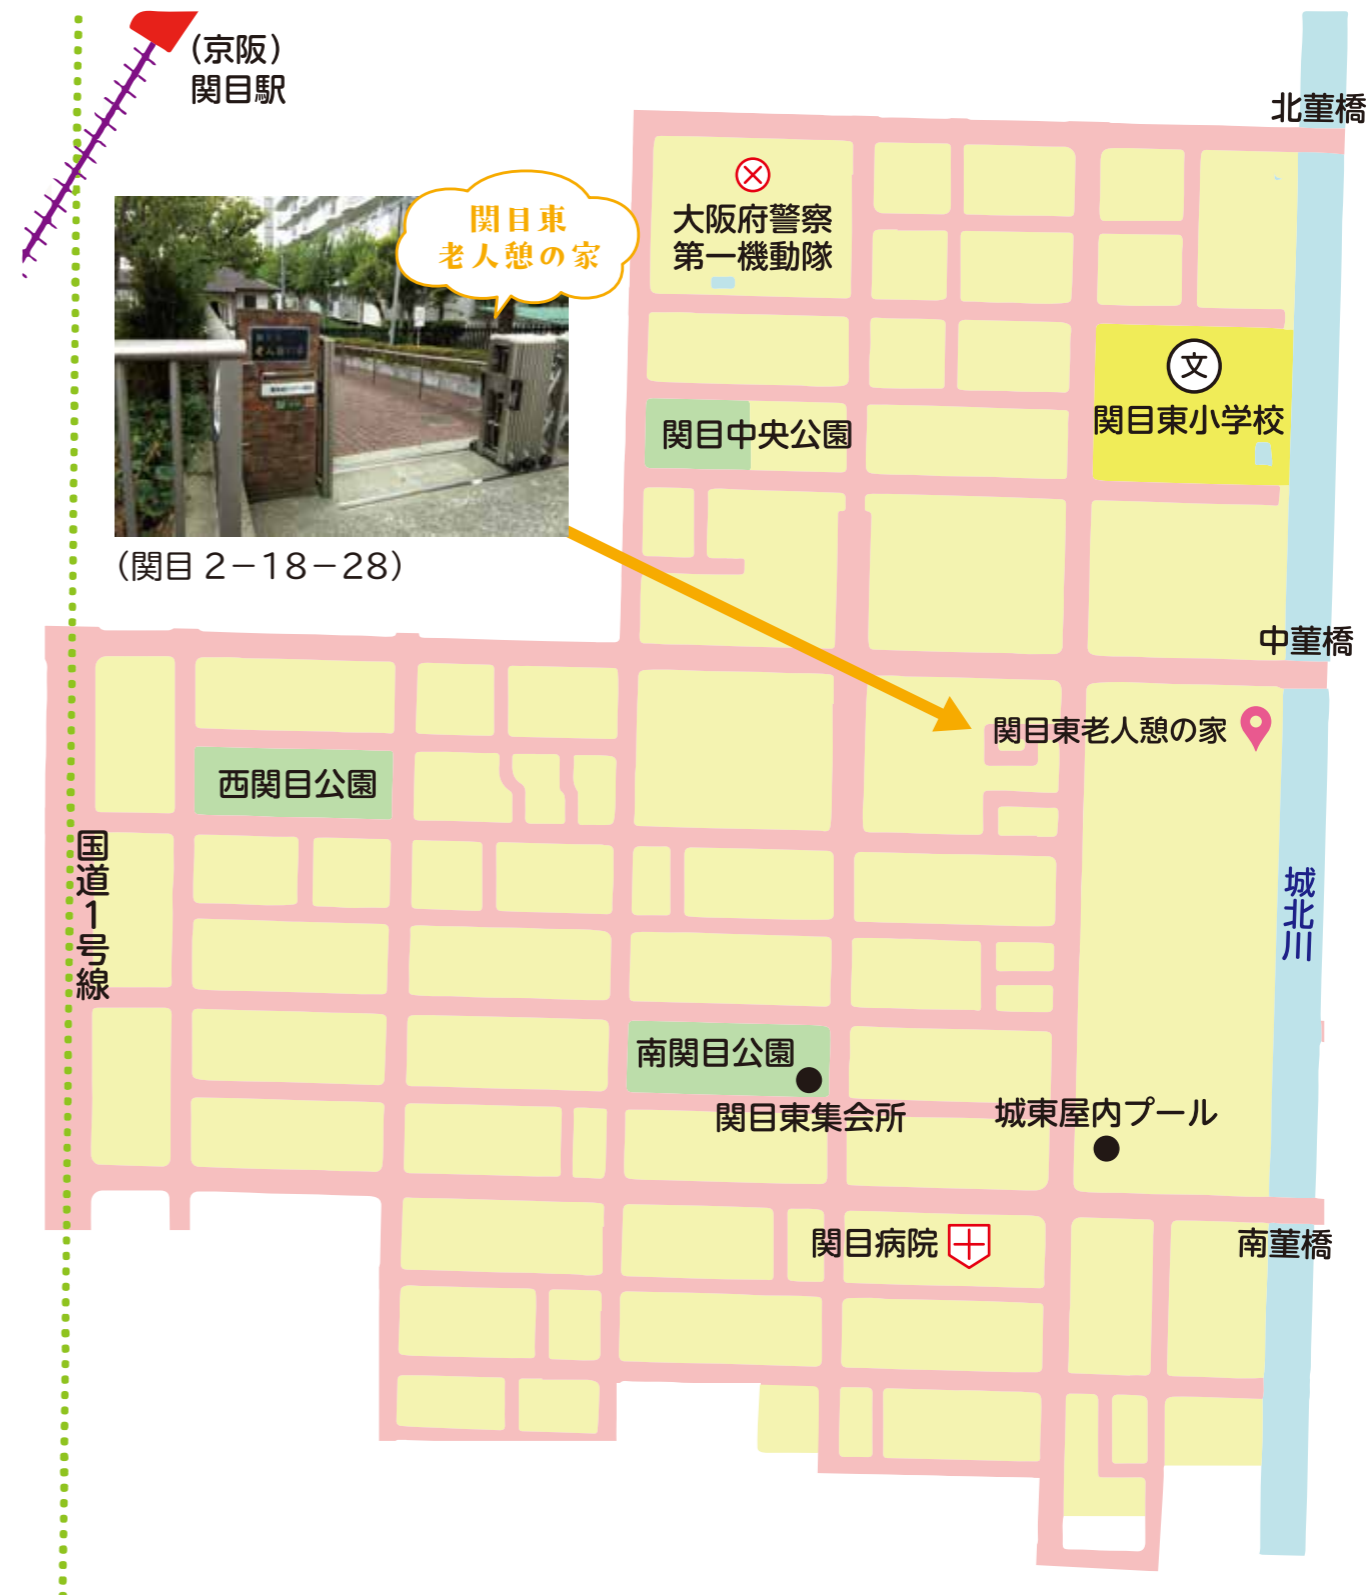 (京阪)
関目駅
北菫橋
関目東
老人憩の家
大阪府警察
第一機動隊
文
関目東小学校
関目中央公園
(関目2-18-28)
中菫橋
関目東老人憩の家
西関目公園
国道1号線
城北川
南関目公園
関目東集会所
城東屋内プール
関目病院
南菫橋